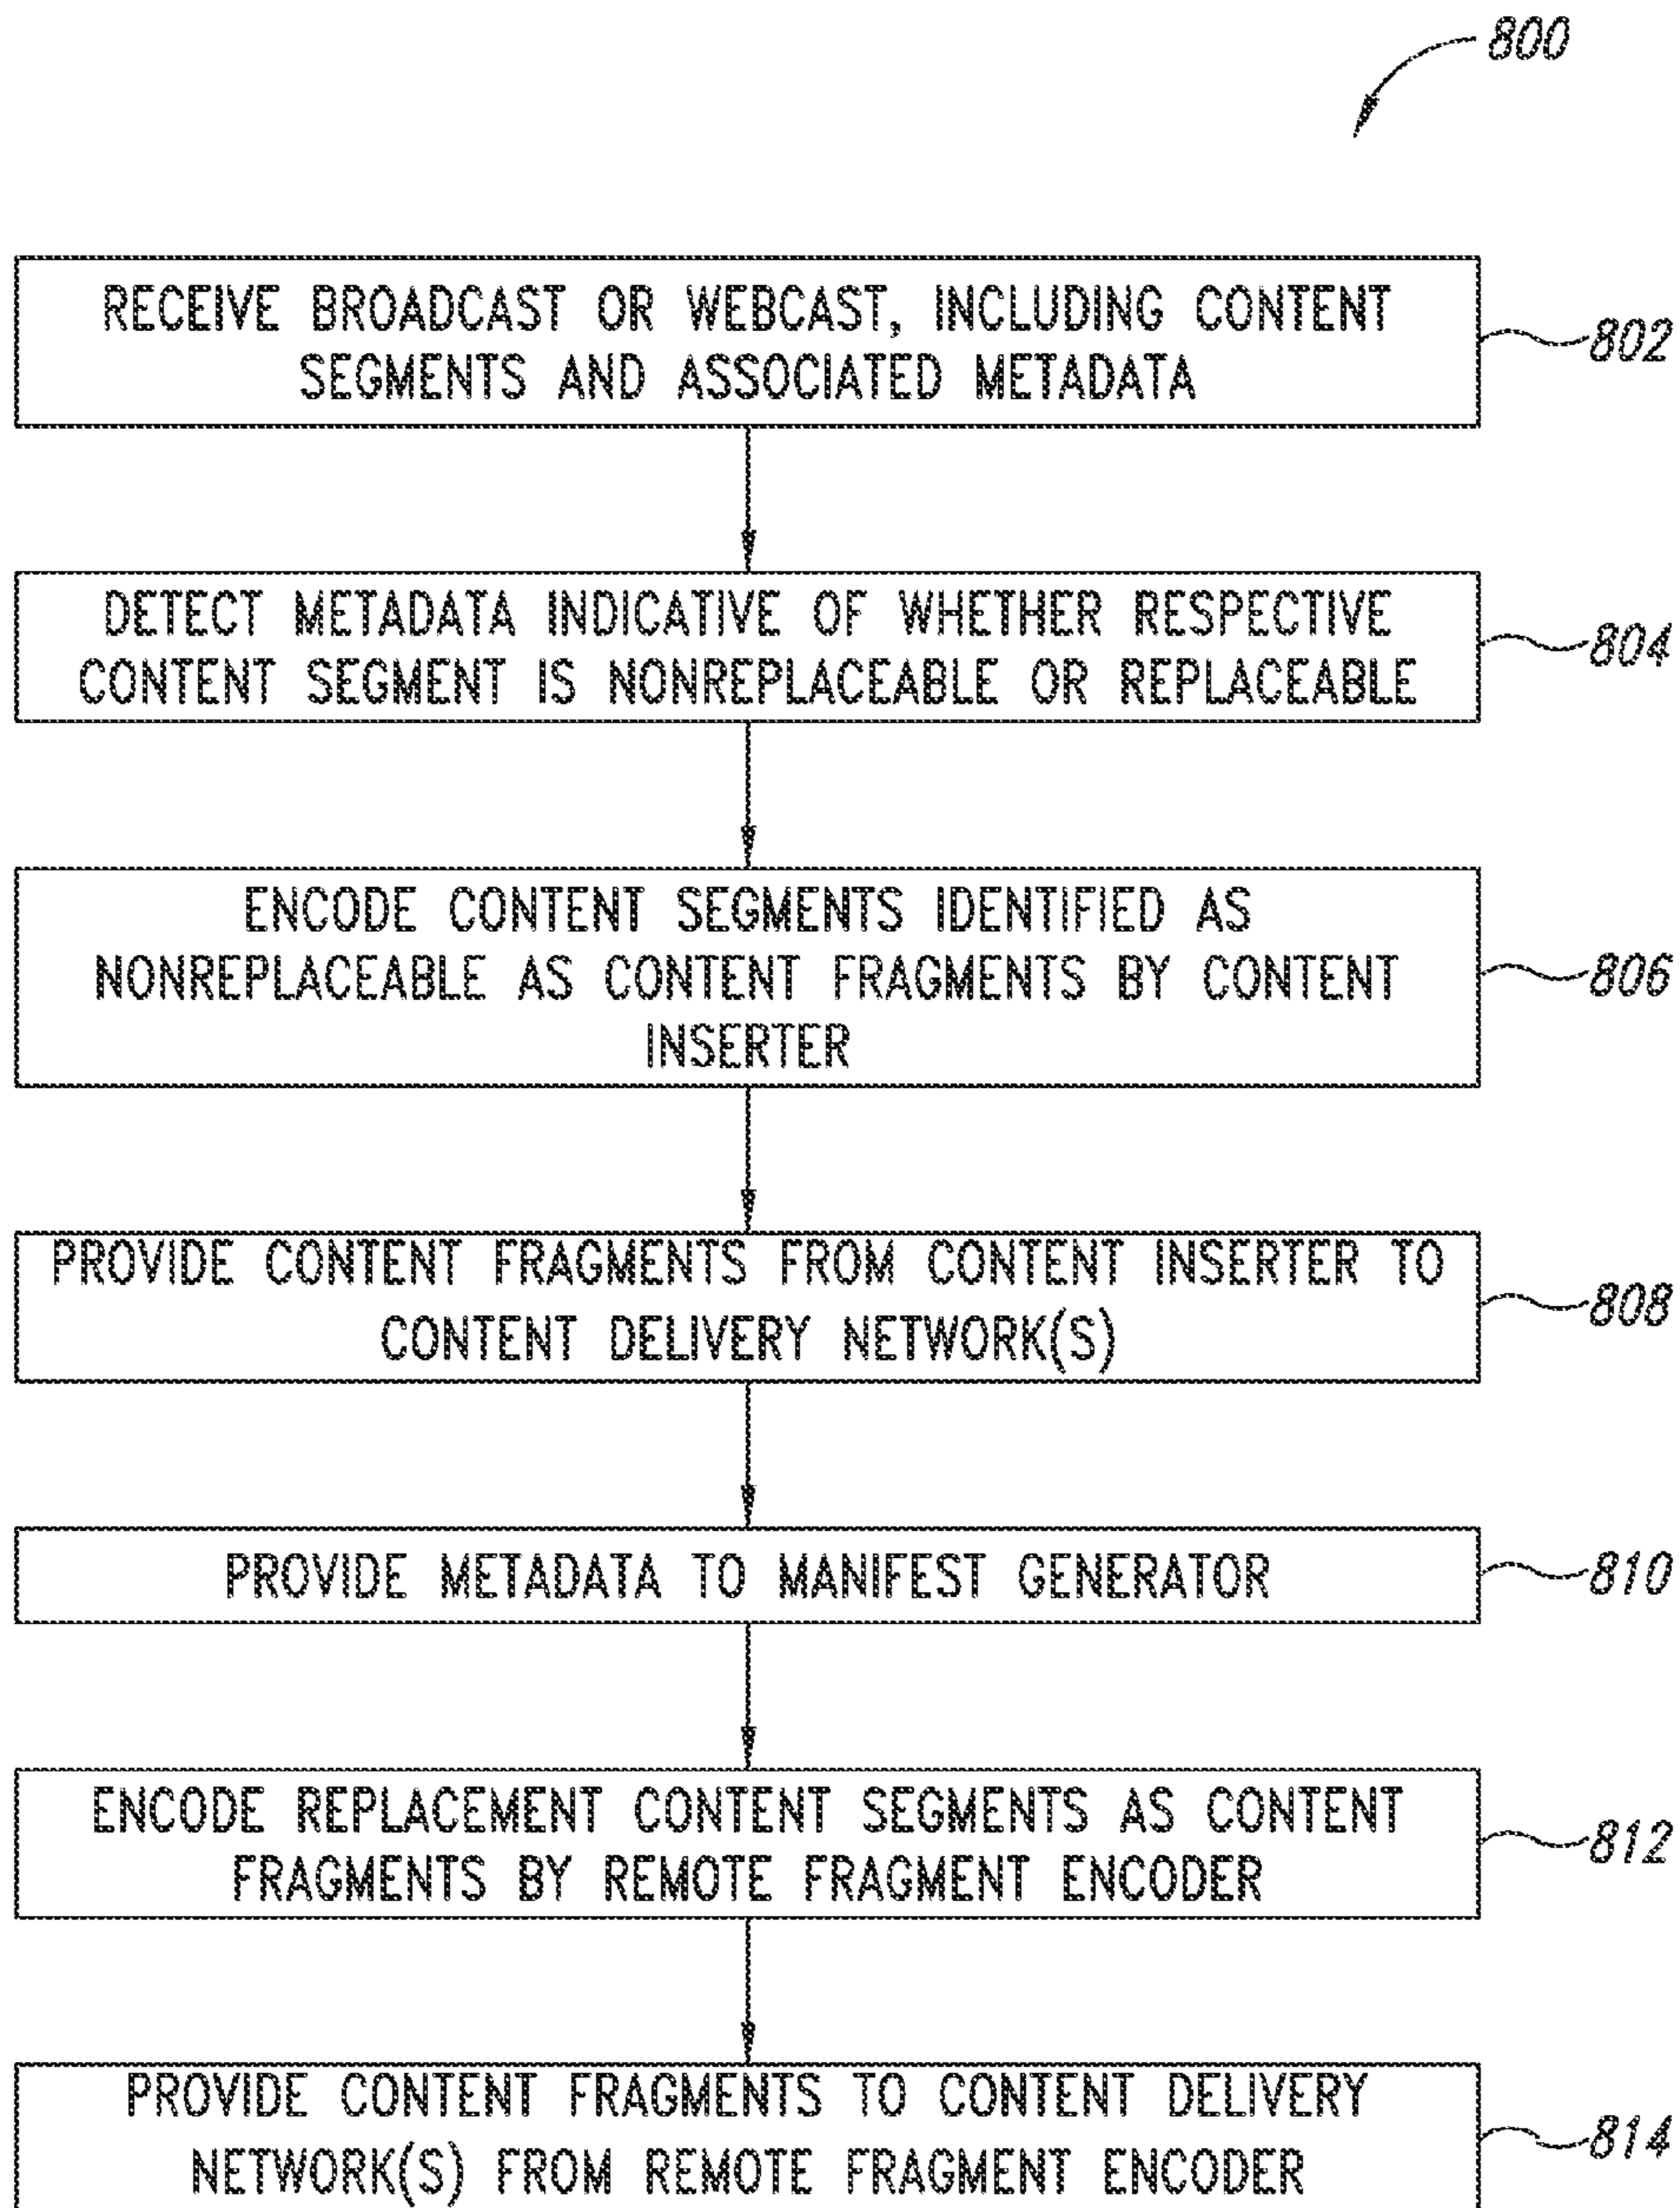 800
RECEIVE BROADCAST OR WEBCAST, INCLUDING CONTENT
SEGMENTS AND ASSOCIATED METADATA
802
DETECT METADATA INDICATIVE OF WHETHER RESPECTIVE
CONTENT SEGMENT IS NONREPLACEABLE OR REPLACEABLE
804
ENCODE CONTENT SEGMENTS IDENTIFIED AS
NONREPLACEABLE AS CONTENT FRAGMENTS BY CONTENT
INSERTER
806
PROVIDE CONTENT FRAGMENTS FROM CONTENT INSERTER TO
CONTENT DELIVERY NETWORK(S)
808
PROVIDE METADATA TO MANIFEST GENERATOR
810
ENCODE REPLACEMENT CONTENT SEGMENTS AS CONTENT
FRAGMENTS BY REMOTE FRAGMENT ENCODER
812
PROVIDE CONTENT FRAGMENTS TO CONTENT DELIVERY
NETWORK(S) FROM REMOTE FRAGMENT ENCODER
814